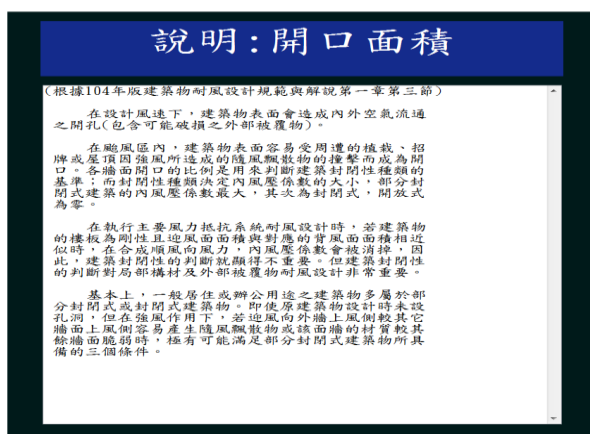 說明:開口面積
(根據104年版建築物耐風設計規範與解說第一章第三節)
在設計風速下，建築物表面會造成內外空氣流通
之開孔(包含可能破損之外部被覆物)。
在颱風區內，建築物表面容易受周遭的植栽、招
牌或屋頂因強風所造成的隨風飄散物的撞擊而成為開
口。各牆面開口的比例是用來判斷建築封閉性種類的
基準；而封閉性種類決定內風壓係數的大小，部分封
閉式建築的內風壓係數最大，其次為封閉式，開放式
為零。
在執行主要風力抵抗系統耐風設計時，若建築物
的樓板為剛性且迎風面面積與對應的背風面面積相近
似時，在合成順風向風力，內風壓係數會被消掉，因
此，建築封閉性的判斷就顯得不重要。但建築封閉性
的判斷對局部構材及外部被覆物耐風設計非常重要。
基本上，一般居住或辦公用途之建築物多屬於部
分封閉式或封閉式建築物。即使原建築物設計時未設
孔洞，但在強風作用下，若迎風向外牆上風側較其它
牆面上風側容易產生隨風飄散物或該面牆的材質較其
餘牆面脆弱時，極有可能滿足部分封閉式建築物所具
備的三個條件。